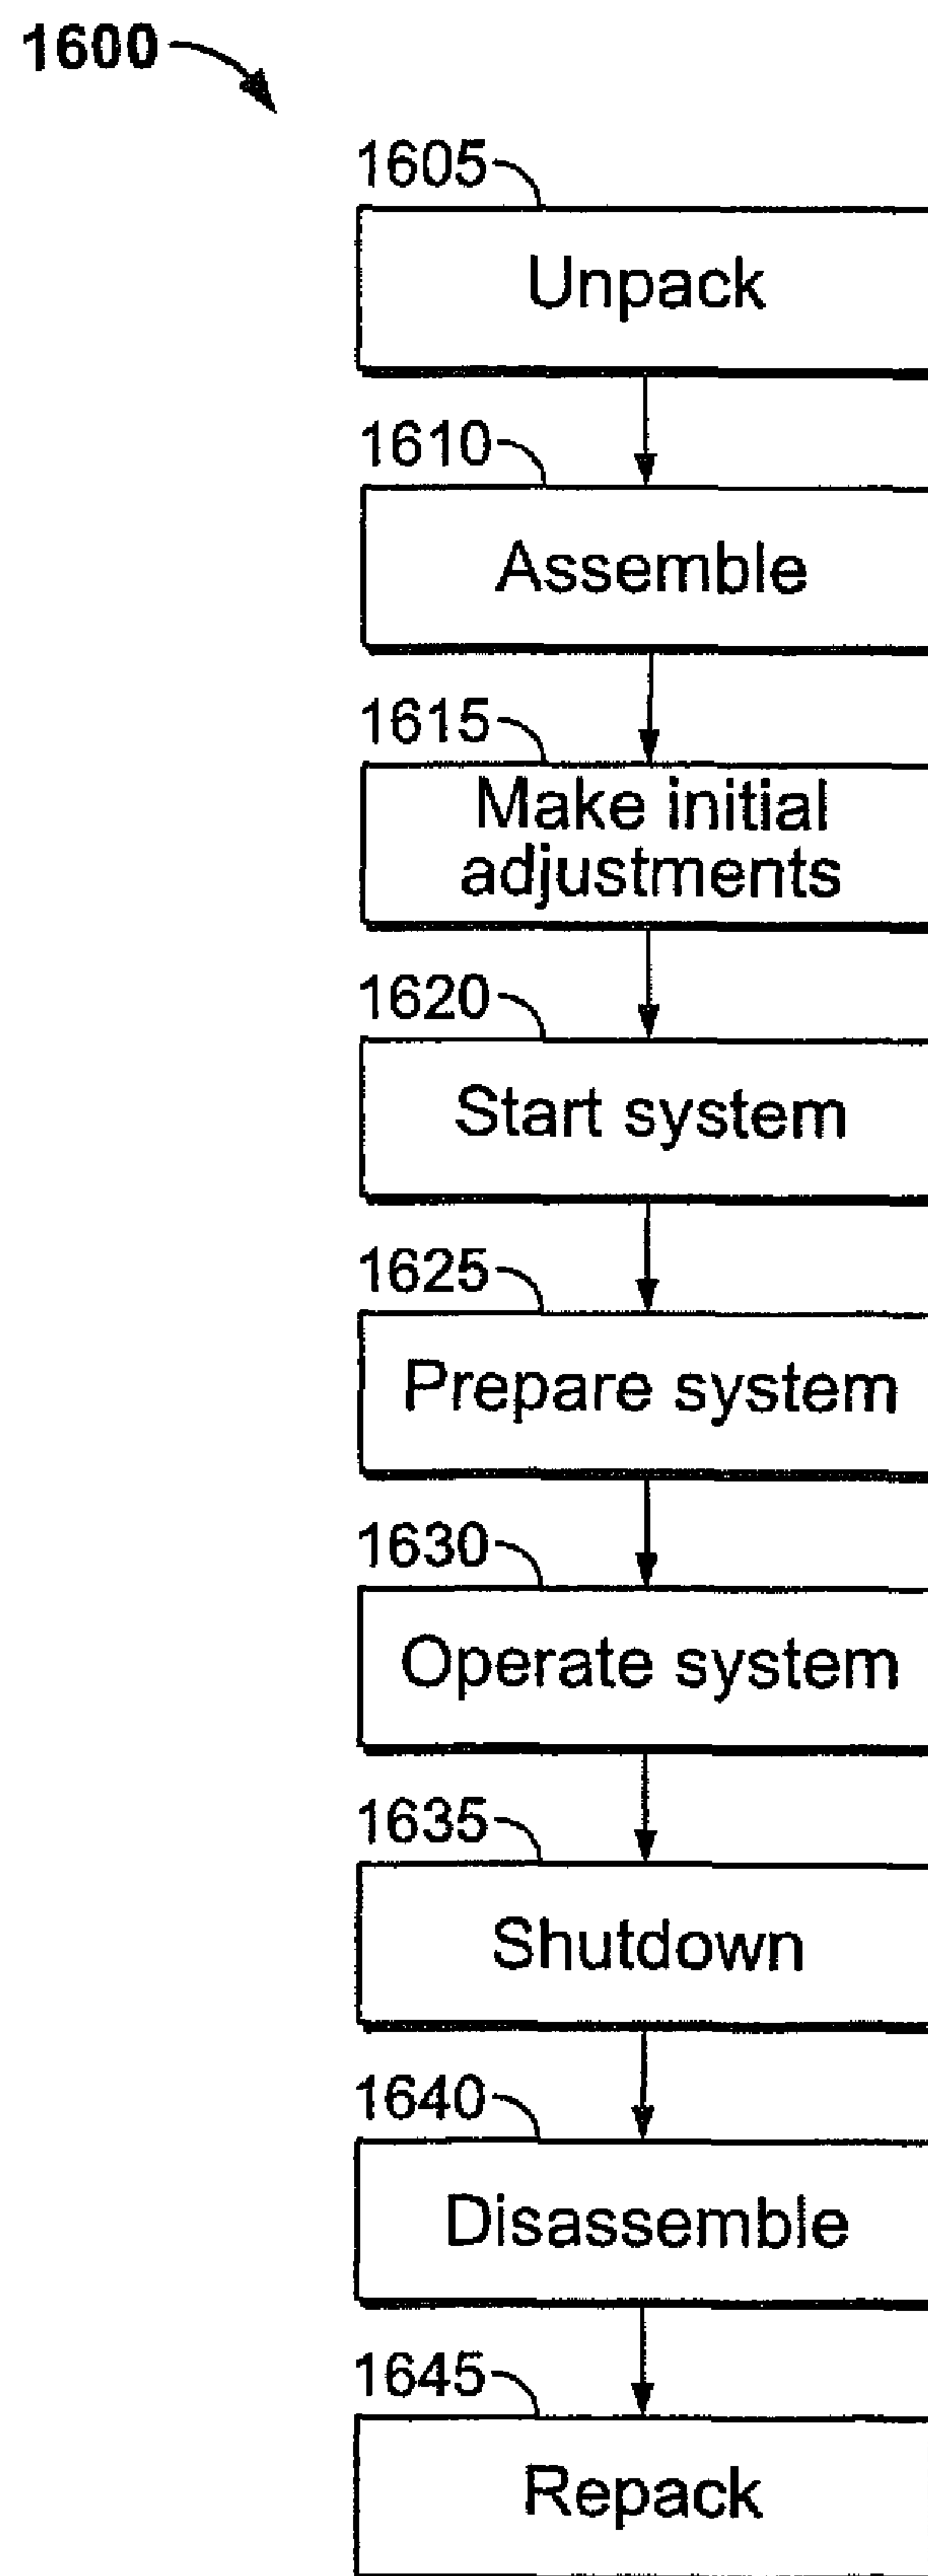 1600
1605
Unpack
1610
Assemble
1615
Make initial
adjustments
1620
Start system
1625
Prepare system
1630
Operate system
1635
Shutdown
1640
Disassemble
1645
Repack